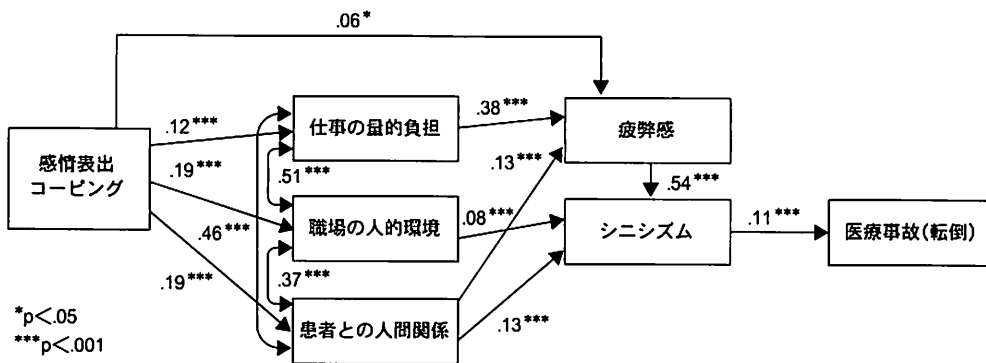 .06*
.12***
仕事の量的負担
.38***
疲弊感
感情表出
コーピング
.19***
.51***
.13***
.54***
職場の人的環境
.08***
シニシズム
.11***
医療事故(転倒)
.46***
.37***
.19***
患者との人間関係
.13***
*p<.05
***p<.001